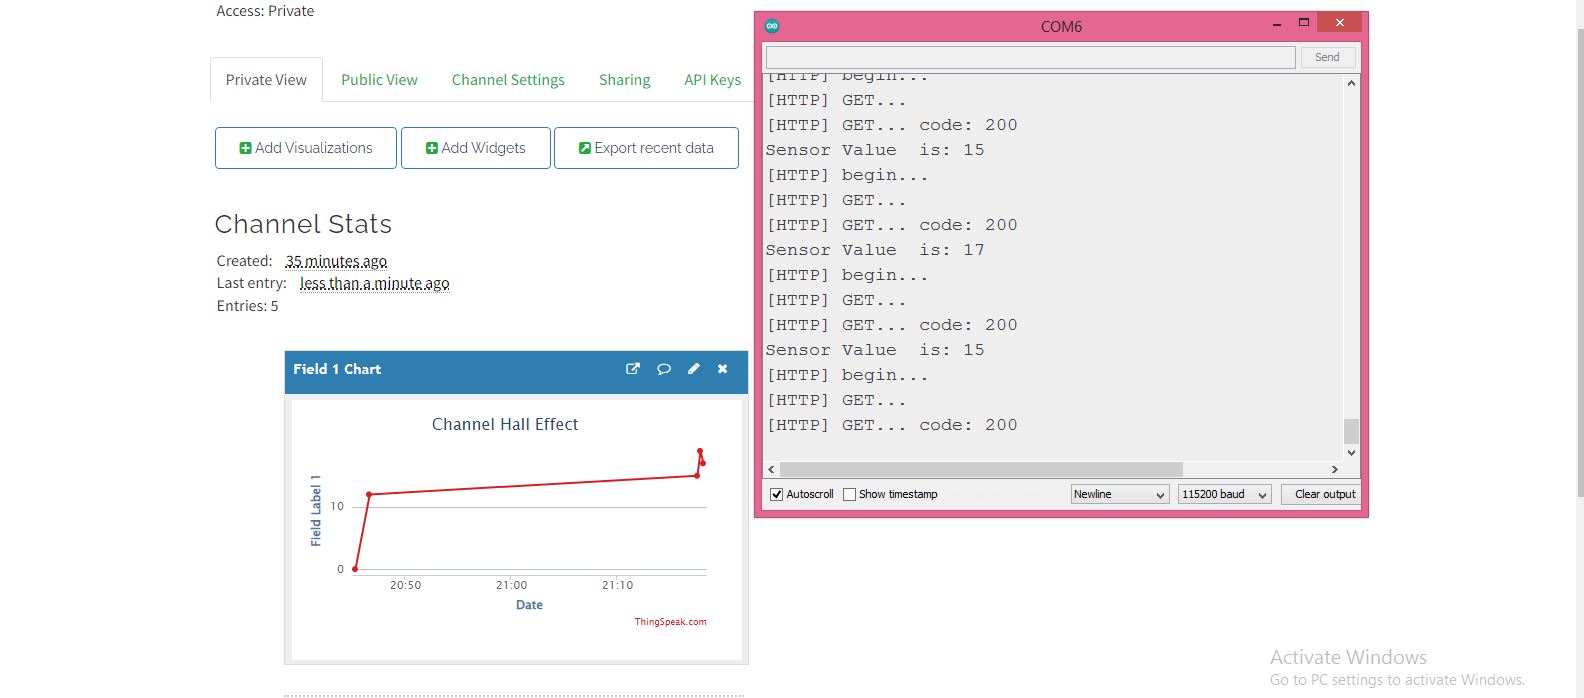 Access: Private
Private View Public View Channel Settings Sharing API Keys
Add Visualizations Add Widgets Export recent data
Channel Stats
Created: 35 minutes ago
Last entry: less than a minute ago
Entries: 5
Field 1 Chart
Channel Hall Effect
Field Label 1
10
0
20:50 21:00 21:10
Date
ThingSpeak.com
COM6
Send
[HTTP] begin...
[HTTP] GET...
[HTTP] GET... code: 200
Sensor Value  is: 15
[HTTP] begin...
[HTTP] GET...
[HTTP] GET... code: 200
Sensor Value  is: 17
[HTTP] begin...
[HTTP] GET...
[HTTP] GET... code: 200
Sensor Value  is: 15
[HTTP] begin...
[HTTP] GET...
[HTTP] GET... code: 200
Autoscroll Show timestamp Newline 115200 baud Clear output
Activate Windows
Go to PC settings to activate Windows.